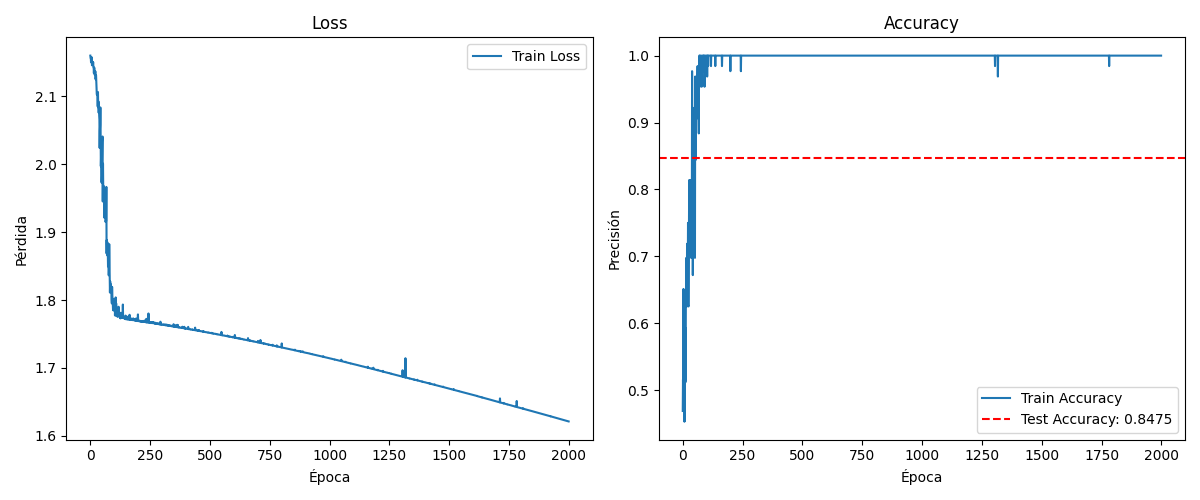 Loss
Pérdida
2.1
2.0
1.9
1.8
1.7
1.6
Train Loss
0 250 500 750 1000 1250 1500 1750 2000
Época
Accuracy
Precisión
1.0
0.9
0.8
0.7
0.6
0.5
Train Accuracy
Test Accuracy: 0.8475
0 250 500 750 1000 1250 1500 1750 2000
Época